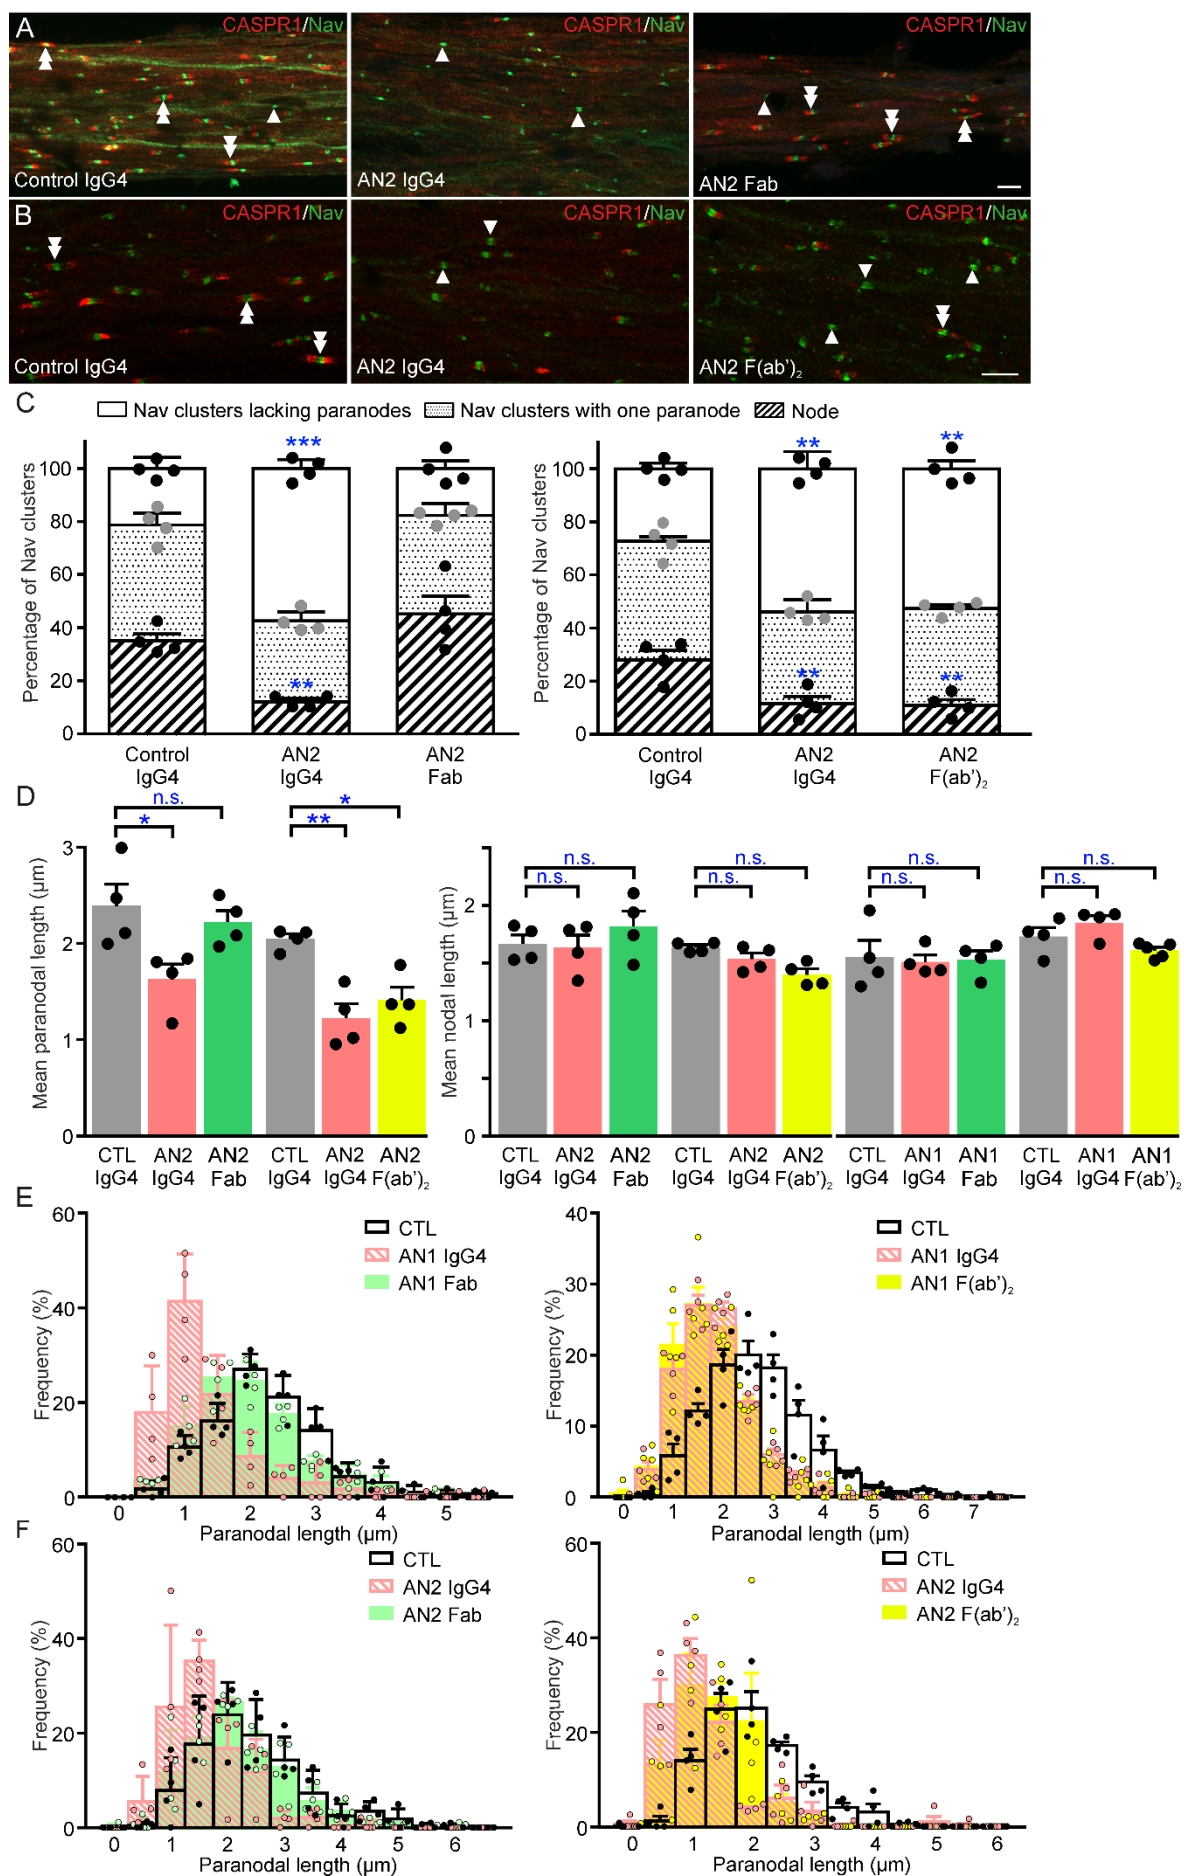 A
CASPR1/Nav
CASPR1/Nav
CASPR1/Nav
Control IgG4
AN2 IgG4
AN2 Fab
B
CASPR1/Nav
CASPR1/Nav
CASPR1/Nav
Control IgG4
AN2 IgG4
AN2 F(ab')₂
C
Nav clusters lacking paranodes
Nav clusters with one paranode
Node
Percentage of Nav clusters
100
80
60
40
20
0
***
**
Control IgG4
AN2 IgG4
AN2 Fab
Percentage of Nav clusters
100
80
60
40
20
0
**
**
**
**
Control IgG4
AN2 IgG4
AN2 F(ab')₂
D
Mean paranodal length (µm)
3
2
1
0
n.s.
*
*
**
CTL IgG4
AN2 IgG4
AN2 Fab
CTL IgG4
AN2 IgG4
AN2 F(ab')₂
Mean nodal length (µm)
2
1
0
n.s.
n.s.
n.s.
n.s.
n.s.
n.s.
n.s.
n.s.
CTL IgG4
AN2 IgG4
AN2 Fab
CTL IgG4
AN2 IgG4
AN2 F(ab')₂
CTL IgG4
AN1 IgG4
AN1 Fab
CTL IgG4
AN1 IgG4
AN1 F(ab')₂
E
Frequency (%)
60
40
20
0
CTL
AN1 IgG4
AN1 Fab
0 1 2 3 4 5
Paranodal length (µm)
Frequency (%)
40
30
20
10
0
CTL
AN1 IgG4
AN1 F(ab')₂
0 1 2 3 4 5 6 7
Paranodal length (µm)
F
Frequency (%)
60
40
20
0
CTL
AN2 IgG4
AN2 Fab
0 1 2 3 4 5 6
Paranodal length (µm)
Frequency (%)
60
40
20
0
CTL
AN2 IgG4
AN2 F(ab')₂
0 1 2 3 4 5 6
Paranodal length (µm)